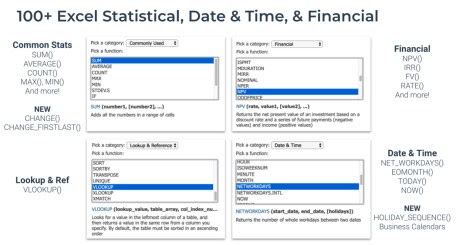 100+ Excel Statistical, Date & Time, & Financial
Common Stats
SUM()
AVERAGE()
COUNT()
MAX(), MIN()
And more!
NEW
CHANGE()
CHANGE_FIRSTLAST()
Pick a category: Commonly Used
Pick a function:
SUM
AVERAGE
COUNT
MAX
MIN
STDEV.S
IF
SUM (number1, [number2], ...)
Adds all the numbers in a range of cells
Pick a category: Financial
Pick a function:
ISPMT
MDURATION
MIRR
NOMINAL
NPER
NPV
ODDFPRICE
NPV (rate, value1, [value2], ...)
Returns the net present value of an investment based on a
discount rate and a series of future payments (negative
values) and income (positive values)
Financial
NPV()
IRR()
FV()
RATE()
And more!
Lookup & Ref
VLOOKUP()
Pick a category: Lookup & Reference
Pick a function:
SORT
SORTBY
TRANSPOSE
UNIQUE
VLOOKUP
XLOOKUP
XMATCH
VLOOKUP (lookup_value, table_array, col_index_nu...
Looks for a value in the leftmost column of a table, and
then returns a value in the same row from a column you
specify. By default, the table must be sorted in an ascending
order
Pick a category: Date & Time
Pick a function:
HOUR
ISOWEEKNUM
MINUTE
MONTH
NETWORKDAYS
NETWORKDAYS.INTL
NOW
NETWORKDAYS (start_date, end_date, [holidays])
Returns the number of whole workdays between two dates
Date & Time
NET_WORKDAYS()
EOMONTH()
TODAY()
NOW()
NEW
HOLIDAY_SEQUENCE()
Business Calendars